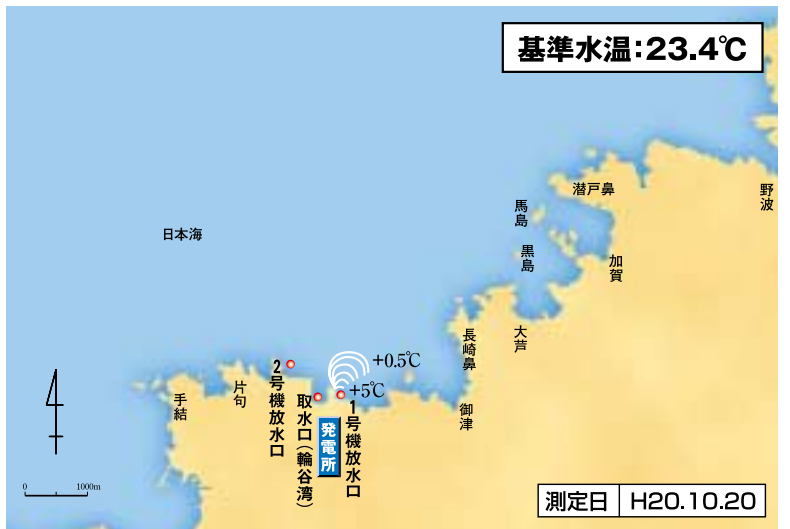 基準水温:23.4℃
潜戸鼻
野波
馬島
日本海
黒島
加賀
大芦
長崎鼻
+0.5℃
2号機放水口
+5℃
片句
手結
取水口(輪谷湾)
発電所
1号機放水口
御津
0 1000m
測定日 H20.10.20